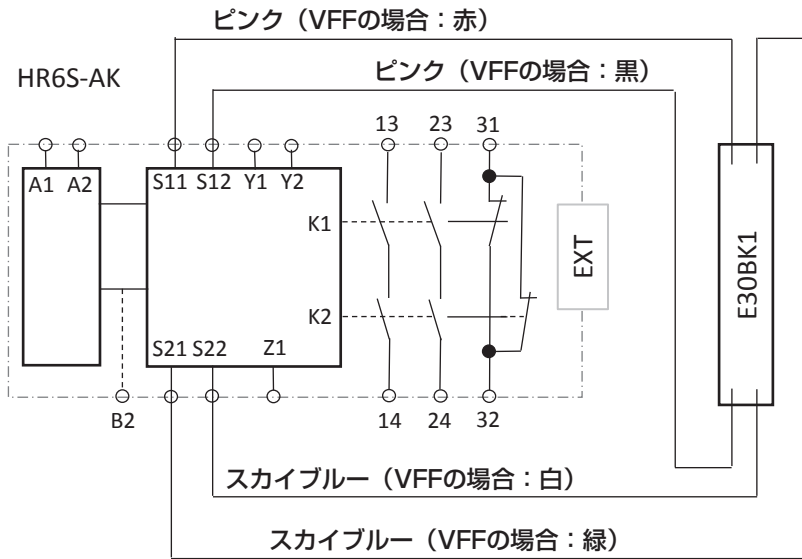 ピンク（VFFの場合：赤）
ピンク（VFFの場合：黒）
HR6S-AK
13 23 31
A1 A2 S11 S12 Y1 Y2
K1
EXT
E30BK1
K2
S21 S22 Z1
B2 14 24 32
スカイブルー（VFFの場合：白）
スカイブルー（VFFの場合：緑）